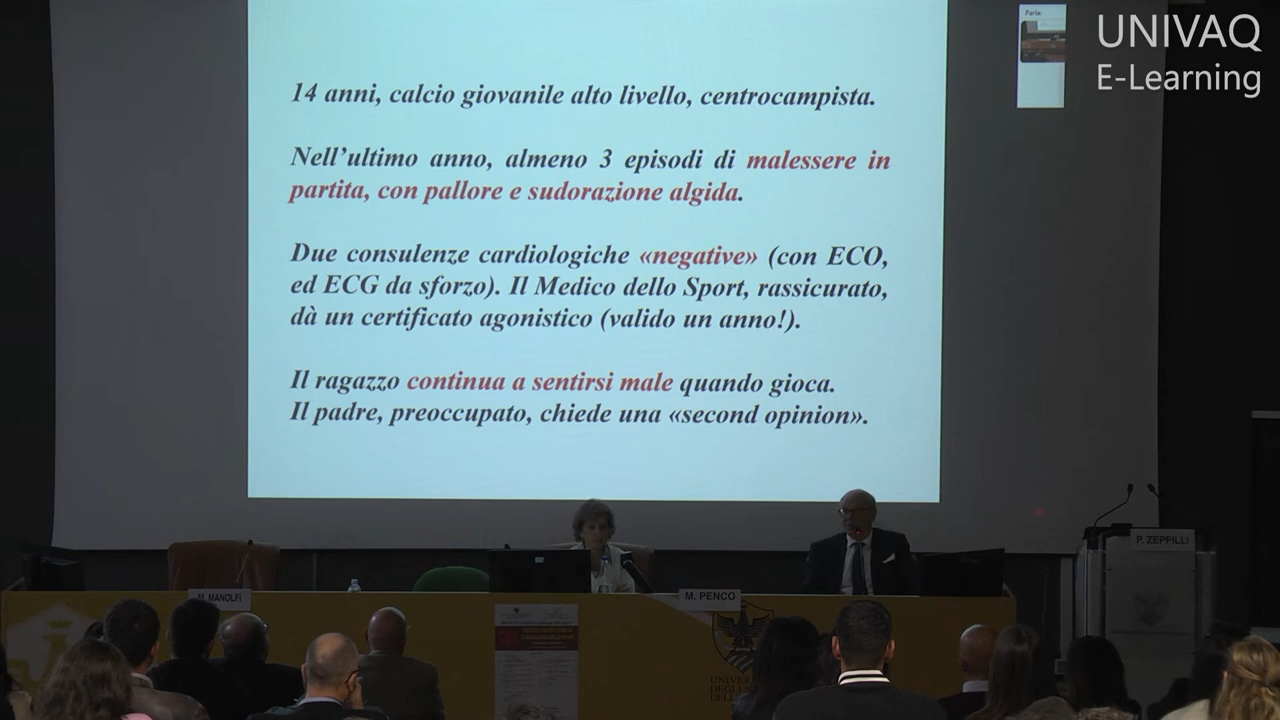 Parla:
UNIVAQ
E-Learning
14 anni, calcio giovanile alto livello, centrocampista.
Nell'ultimo anno, almeno 3 episodi di malessere in
partita, con pallore e sudorazione algida.
Due consulenze cardiologiche «negative» (con ECO,
ed ECG da sforzo). Il Medico dello Sport, rassicurato,
dà un certificato agonistico (valido un anno!).
Il ragazzo continua a sentirsi male quando gioca.
Il padre, preoccupato, chiede una «second opinion».
P. ZEPPILLI
M. MANOLFI
M. PENCO